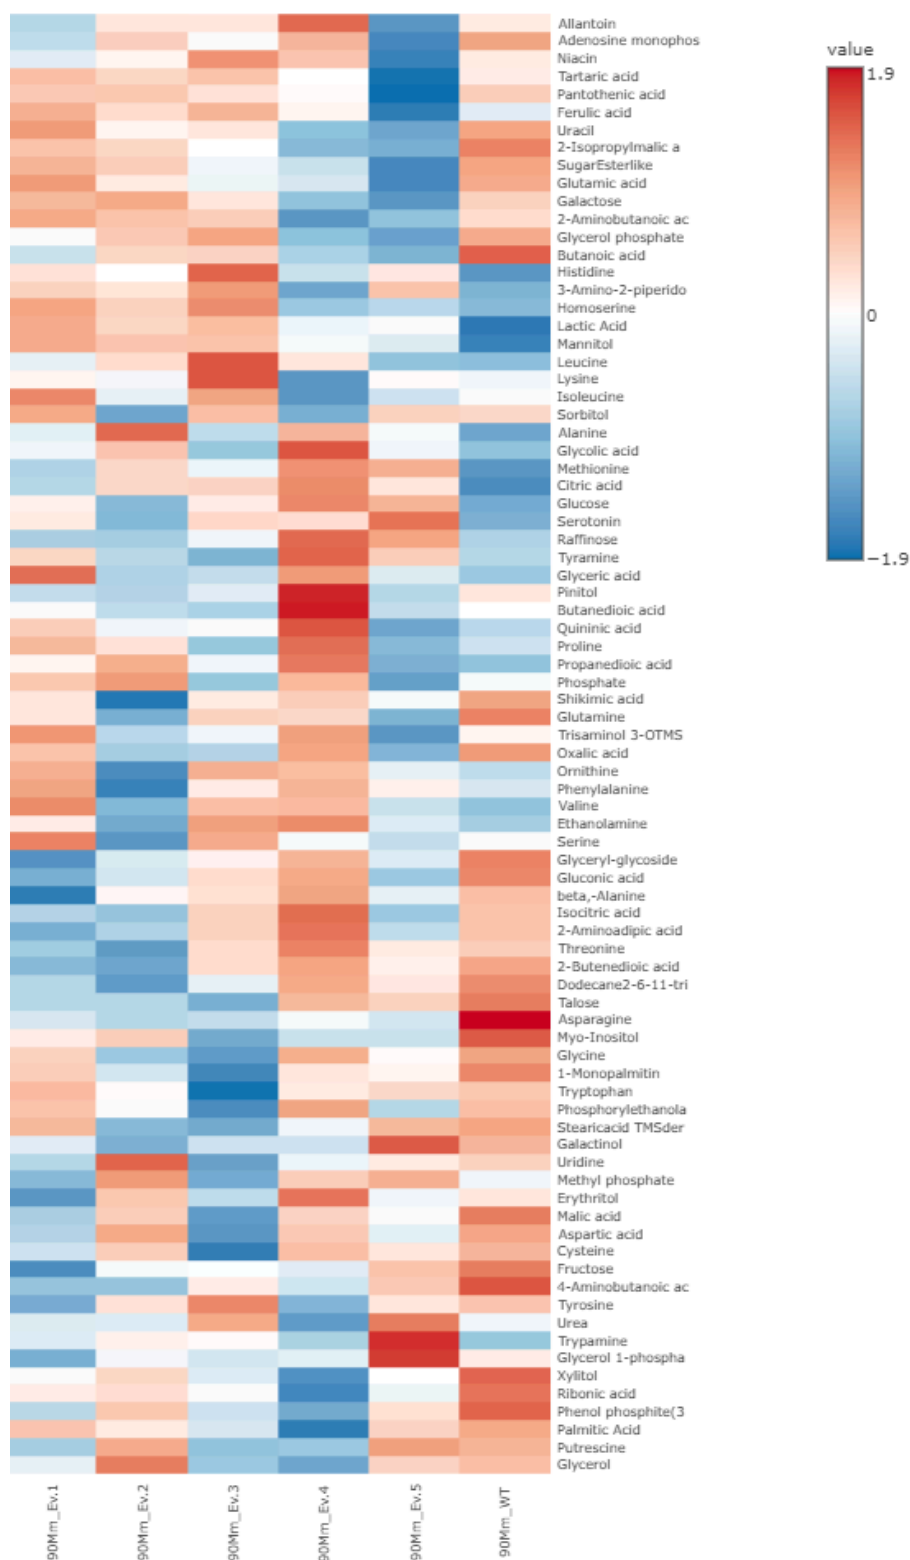 Allantoin
Adenosine monophos
Niacin
Tartaric acid
Pantothenic acid
Ferulic acid
Uracil
2-Isopropylmalic a
SugarEsterlike
Glutamic acid
Galactose
2-Aminobutanoic ac
Glycerol phosphate
Butanoic acid
Histidine
3-Amino-2-piperido
Homoserine
Lactic Acid
Mannitol
Leucine
Lysine
Isoleucine
Sorbitol
Alanine
Glycolic acid
Methionine
Citric acid
Glucose
Serotonin
Raffinose
Tyramine
Glyceric acid
Pinitol
Butanedioic acid
Quininic acid
Proline
Propanedioic acid
Phosphate
Shikimic acid
Glutamine
Trisaminol 3-OTMS
Oxalic acid
Ornithine
Phenylalanine
Valine
Ethanolamine
Serine
Glyceryl-glycoside
Gluconic acid
beta,-Alanine
Isocitric acid
2-Aminoadipic acid
Threonine
2-Butenedioic acid
Dodecane2-6-11-tri
Talose
Asparagine
Myo-Inositol
Glycine
1-Monopalmitin
Tryptophan
Phosphorylethanola
Stearicacid TMSder
Galactinol
Uridine
Methyl phosphate
Erythritol
Malic acid
Aspartic acid
Cysteine
Fructose
4-Aminobutanoic ac
Tyrosine
Urea
Trypamine
Glycerol 1-phospha
Xylitol
Ribonic acid
Phenol phosphite(3
Palmitic Acid
Putrescine
Glycerol
value
1.9
0
−1.9
90Mm_Ev.1
90Mm_Ev.2
90Mm_Ev.3
90Mm_Ev.4
90Mm_Ev.5
90Mm_WT